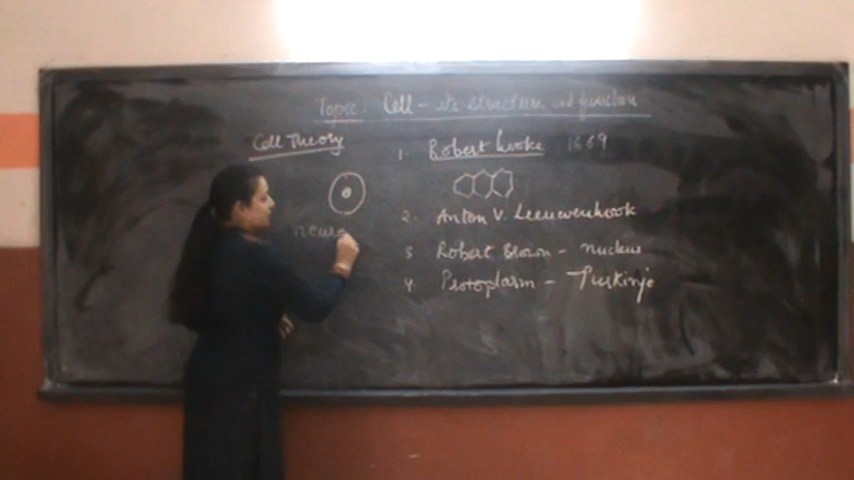 Topic: Cell - its structure and function
Cell Theory
1. Robert hooke 1669
2. Anton V. Leeuwenhook
neuro
3 Robert Brown - nucleus
4. Protoplasm - Purkinje